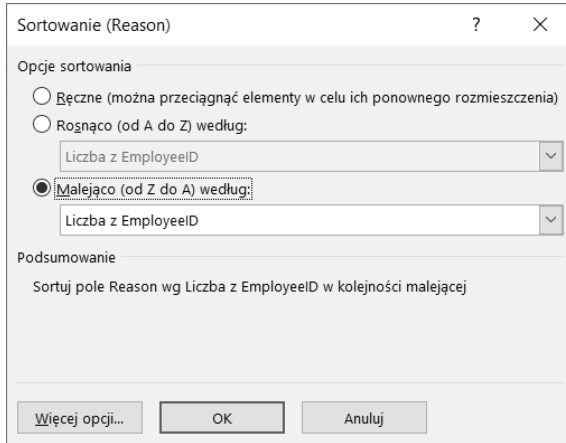 Sortowanie (Reason) ? ✕
Opcje sortowania
Ręczne (można przeciągnąć elementy w celu ich ponownego rozmieszczenia)
Rosnąco (od A do Z) według:
Liczba z EmployeeID
Malejąco (od Z do A) według:
Liczba z EmployeeID
Podsumowanie
Sortuj pole Reason wg Liczba z EmployeeID w kolejności malejącej
Więcej opcji... OK Anuluj